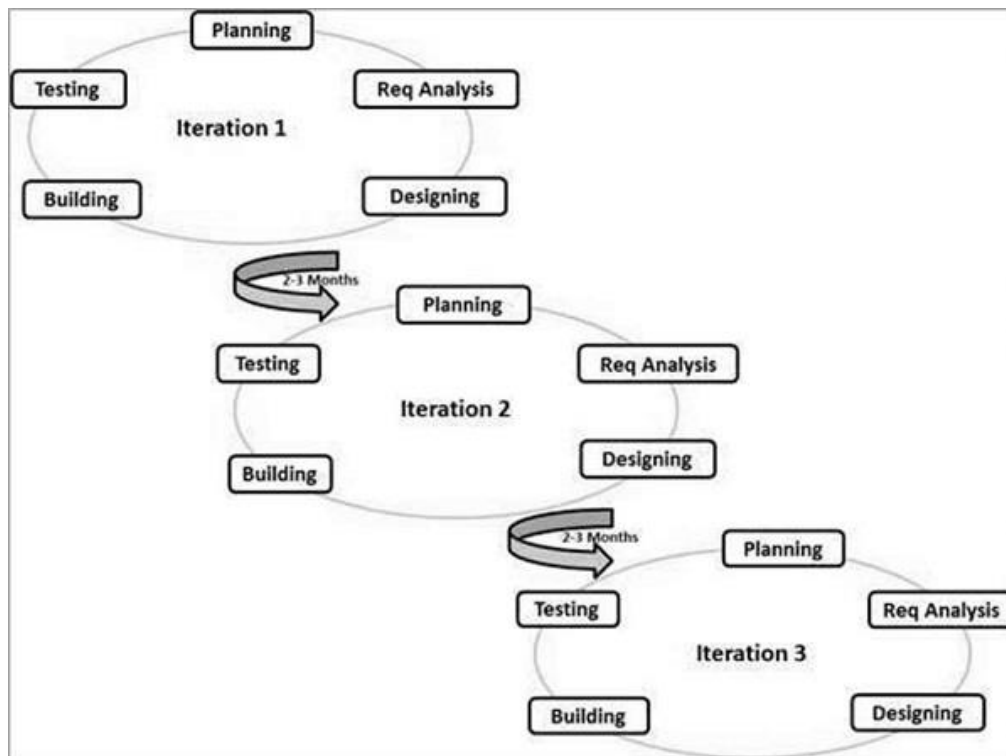 Planning
Testing
Req Analysis
Iteration 1
Building
Designing
2-3 Months
Planning
Testing
Req Analysis
Iteration 2
Building
Designing
2-3 Months
Planning
Testing
Req Analysis
Iteration 3
Building
Designing